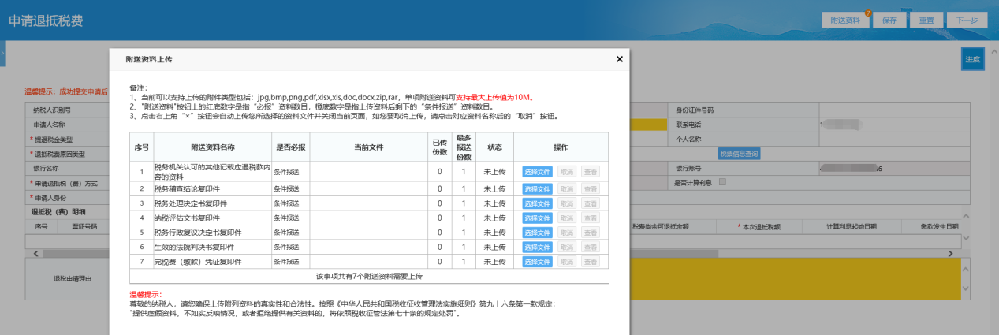 申请退抵税费
附送资料 7 保存 重置 下一步
进度
附送资料上传 ×
备注：
1、当前可以支持上传的附件类型包括：jpg,bmp,png,pdf,xlsx,xls,doc,docx,zip,rar，单项附送资料可支持最大上传值为10M。
2、"附送资料"按钮上的红底数字是指“必报”资料数目，橙底数字是指上传资料后剩下的“条件报送”资料数目。
3、点击右上角“×”按钮会自动上传您所选择的资料文件并关闭当前页面，如您要取消上传，请点击对应资料名称后的“取消”按钮。
序号 附送资料名称 是否必报 当前文件 已传份数 最多报送份数 状态 操作
1 税务机关认可的其他记载应退税款内容的资料 条件报送 0 1 未上传 选择文件 取消 查看
2 税务稽查结论复印件 条件报送 0 1 未上传 选择文件 取消 查看
3 税务处理决定书复印件 条件报送 0 1 未上传 选择文件 取消 查看
4 纳税评估文书复印件 条件报送 0 1 未上传 选择文件 取消 查看
5 税务行政复议决定书复印件 条件报送 0 1 未上传 选择文件 取消 查看
6 生效的法院判决书复印件 条件报送 0 1 未上传 选择文件 取消 查看
7 完税费（缴款）凭证复印件 条件报送 0 1 未上传 选择文件 取消 查看
该事项共有7个附送资料需要上传
温馨提示：
尊敬的纳税人，请您确保上传附列资料的真实性和合法性。按照《中华人民共和国税收征收管理法实施细则》第九十六条第一款规定：
"提供虚假资料，不如实反映情况，或者拒绝提供有关资料的，将依照税收征管法第七十条的规定处罚"。
温馨提示：成功提交申请后
纳税人识别号 身份证件号码
申请人名称 联系电话 1
* 提退税金类型 个人名称
* 退抵税费原因类型 税票信息查询
银行名称 银行账号 6
* 申请退抵税（费）方式 是否计算利息
* 申请人身份
退抵税（费）明细
序号 票证号码 税费尚余可退抵金额 * 本次退抵税额 计算利息起始日期 缴款发生日期
退税申请理由